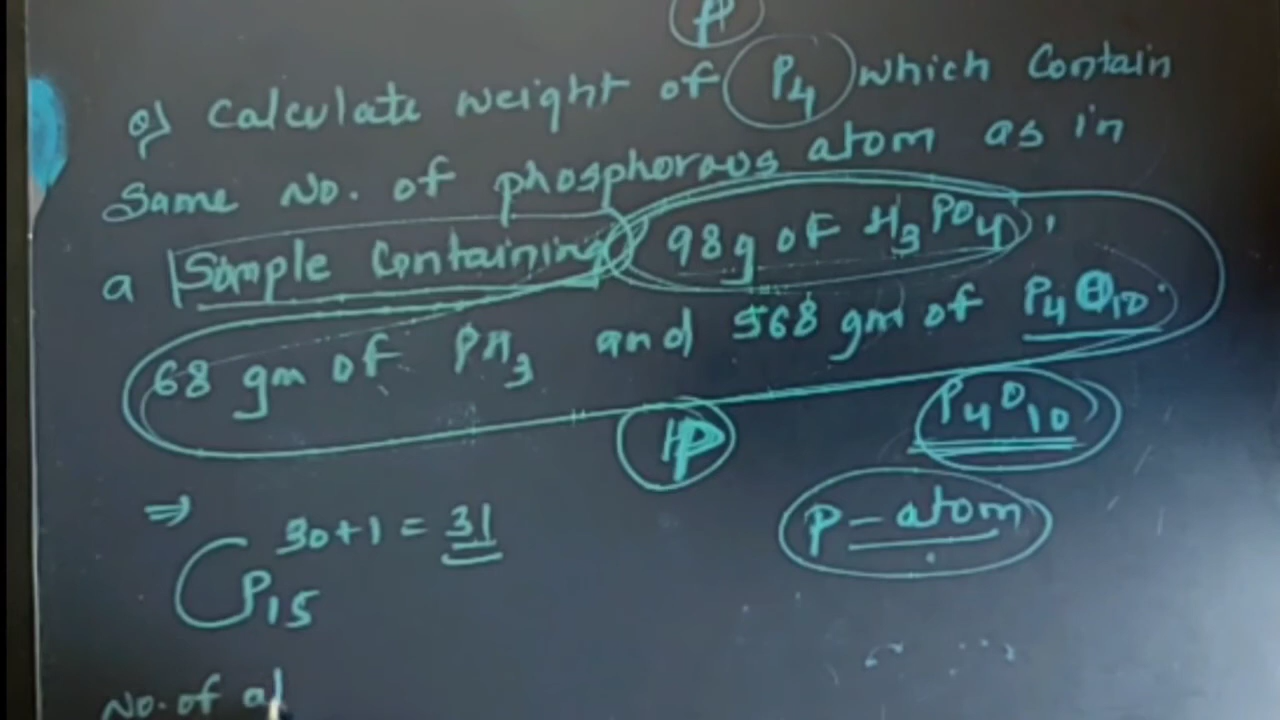 Q) Calculate weight of P4 which Contain
Same No. of phosphorous atom as in
a Sample Containing 98g of H3PO4,
68 gm of PH3 and 568 gm of P4O10.
P4O10
P
P-atom
⇒
30+1 = 31
P15
No. of a